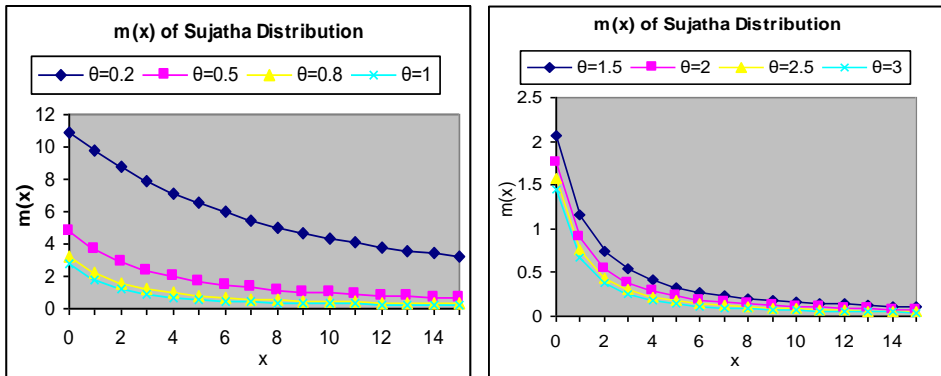 m(x) of Sujatha Distribution
θ=0.2 θ=0.5 θ=0.8 θ=1
12
10
8
6
4
2
0
m(x)
0 2 4 6 8 10 12 14
x
m(x) of Sujatha Distribution
θ=1.5 θ=2 θ=2.5 θ=3
2.5
2
1.5
1
0.5
0
m(x)
0 2 4 6 8 10 12 14
x